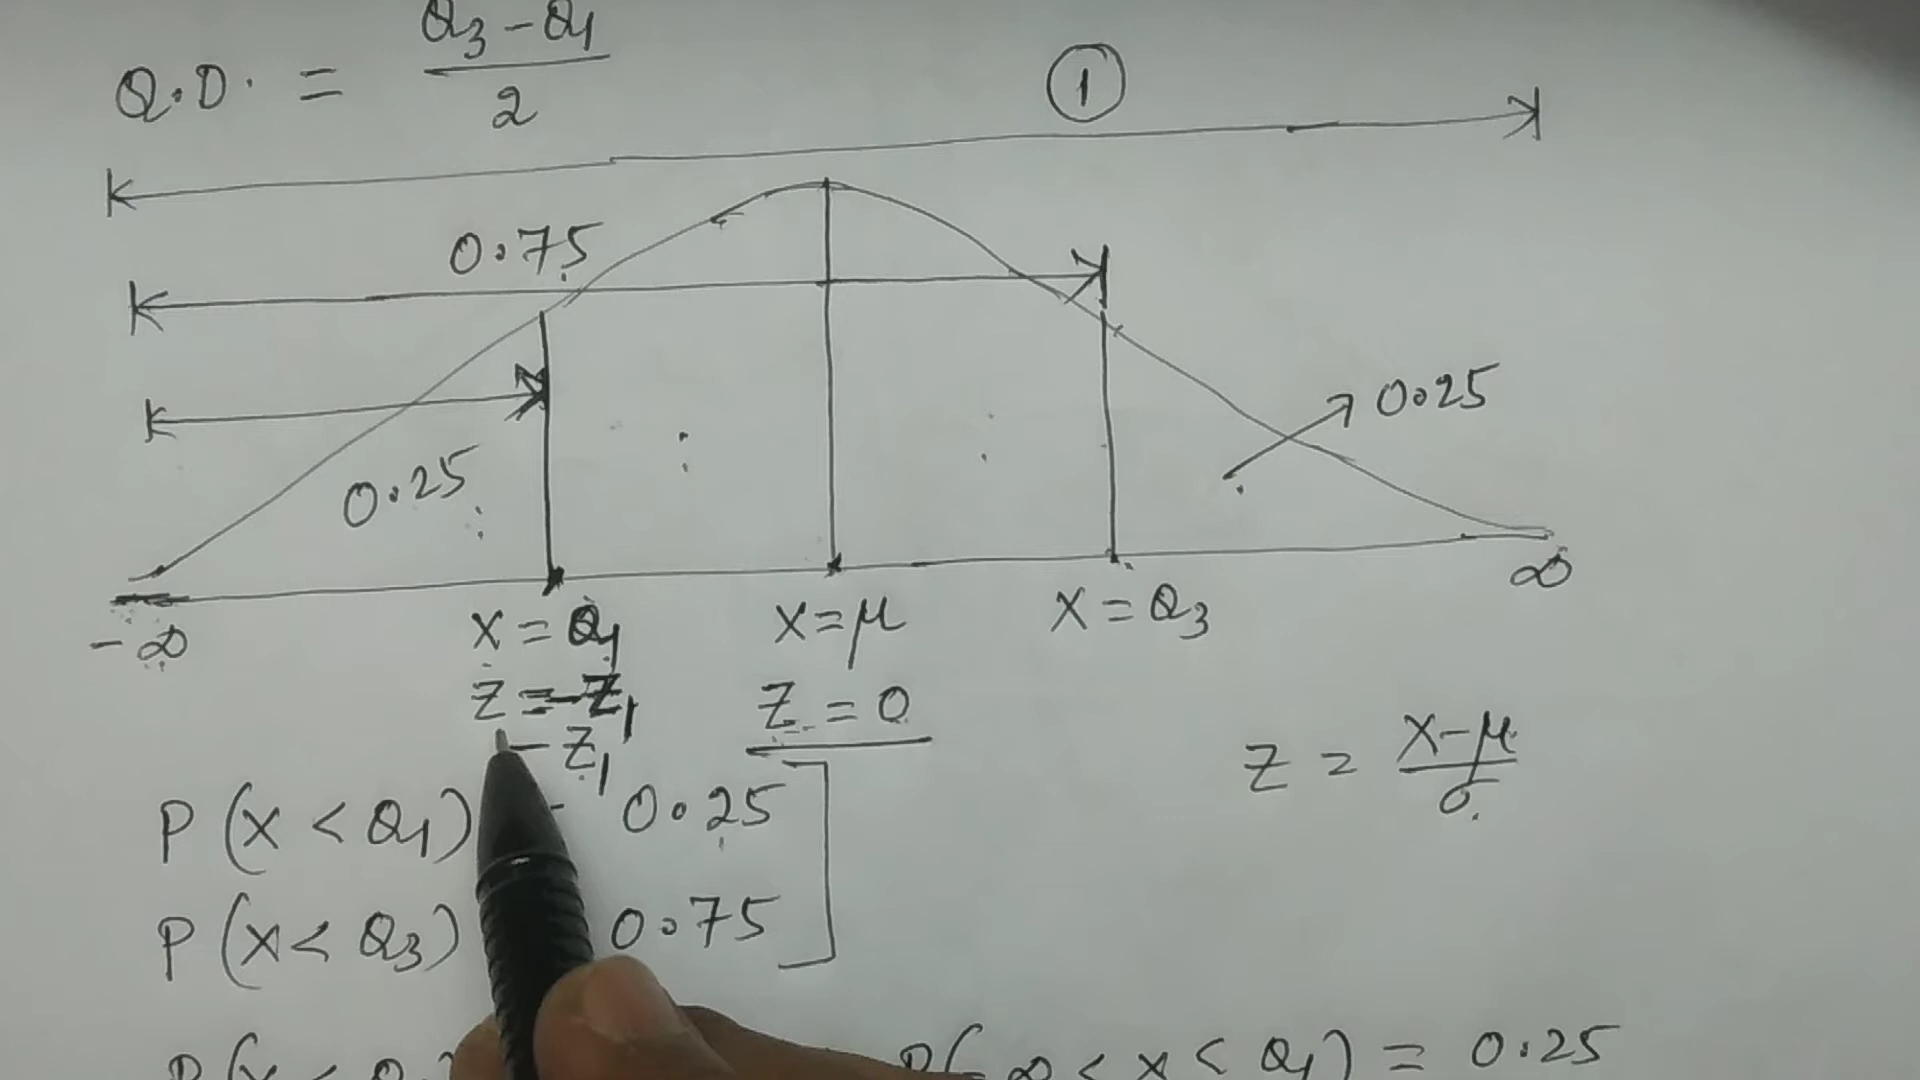 Q.D. = (Q3 - Q1) / 2
1
0.75
0.25
0.25
-∞
∞
X = Q1
X = μ
X = Q3
Z = -Z1
Z = 0
- Z1
Z = (X - μ) / σ
P(X < Q1) = 0.25
P(X < Q3) 0.75
P(-∞ < X < Q1) = 0.25